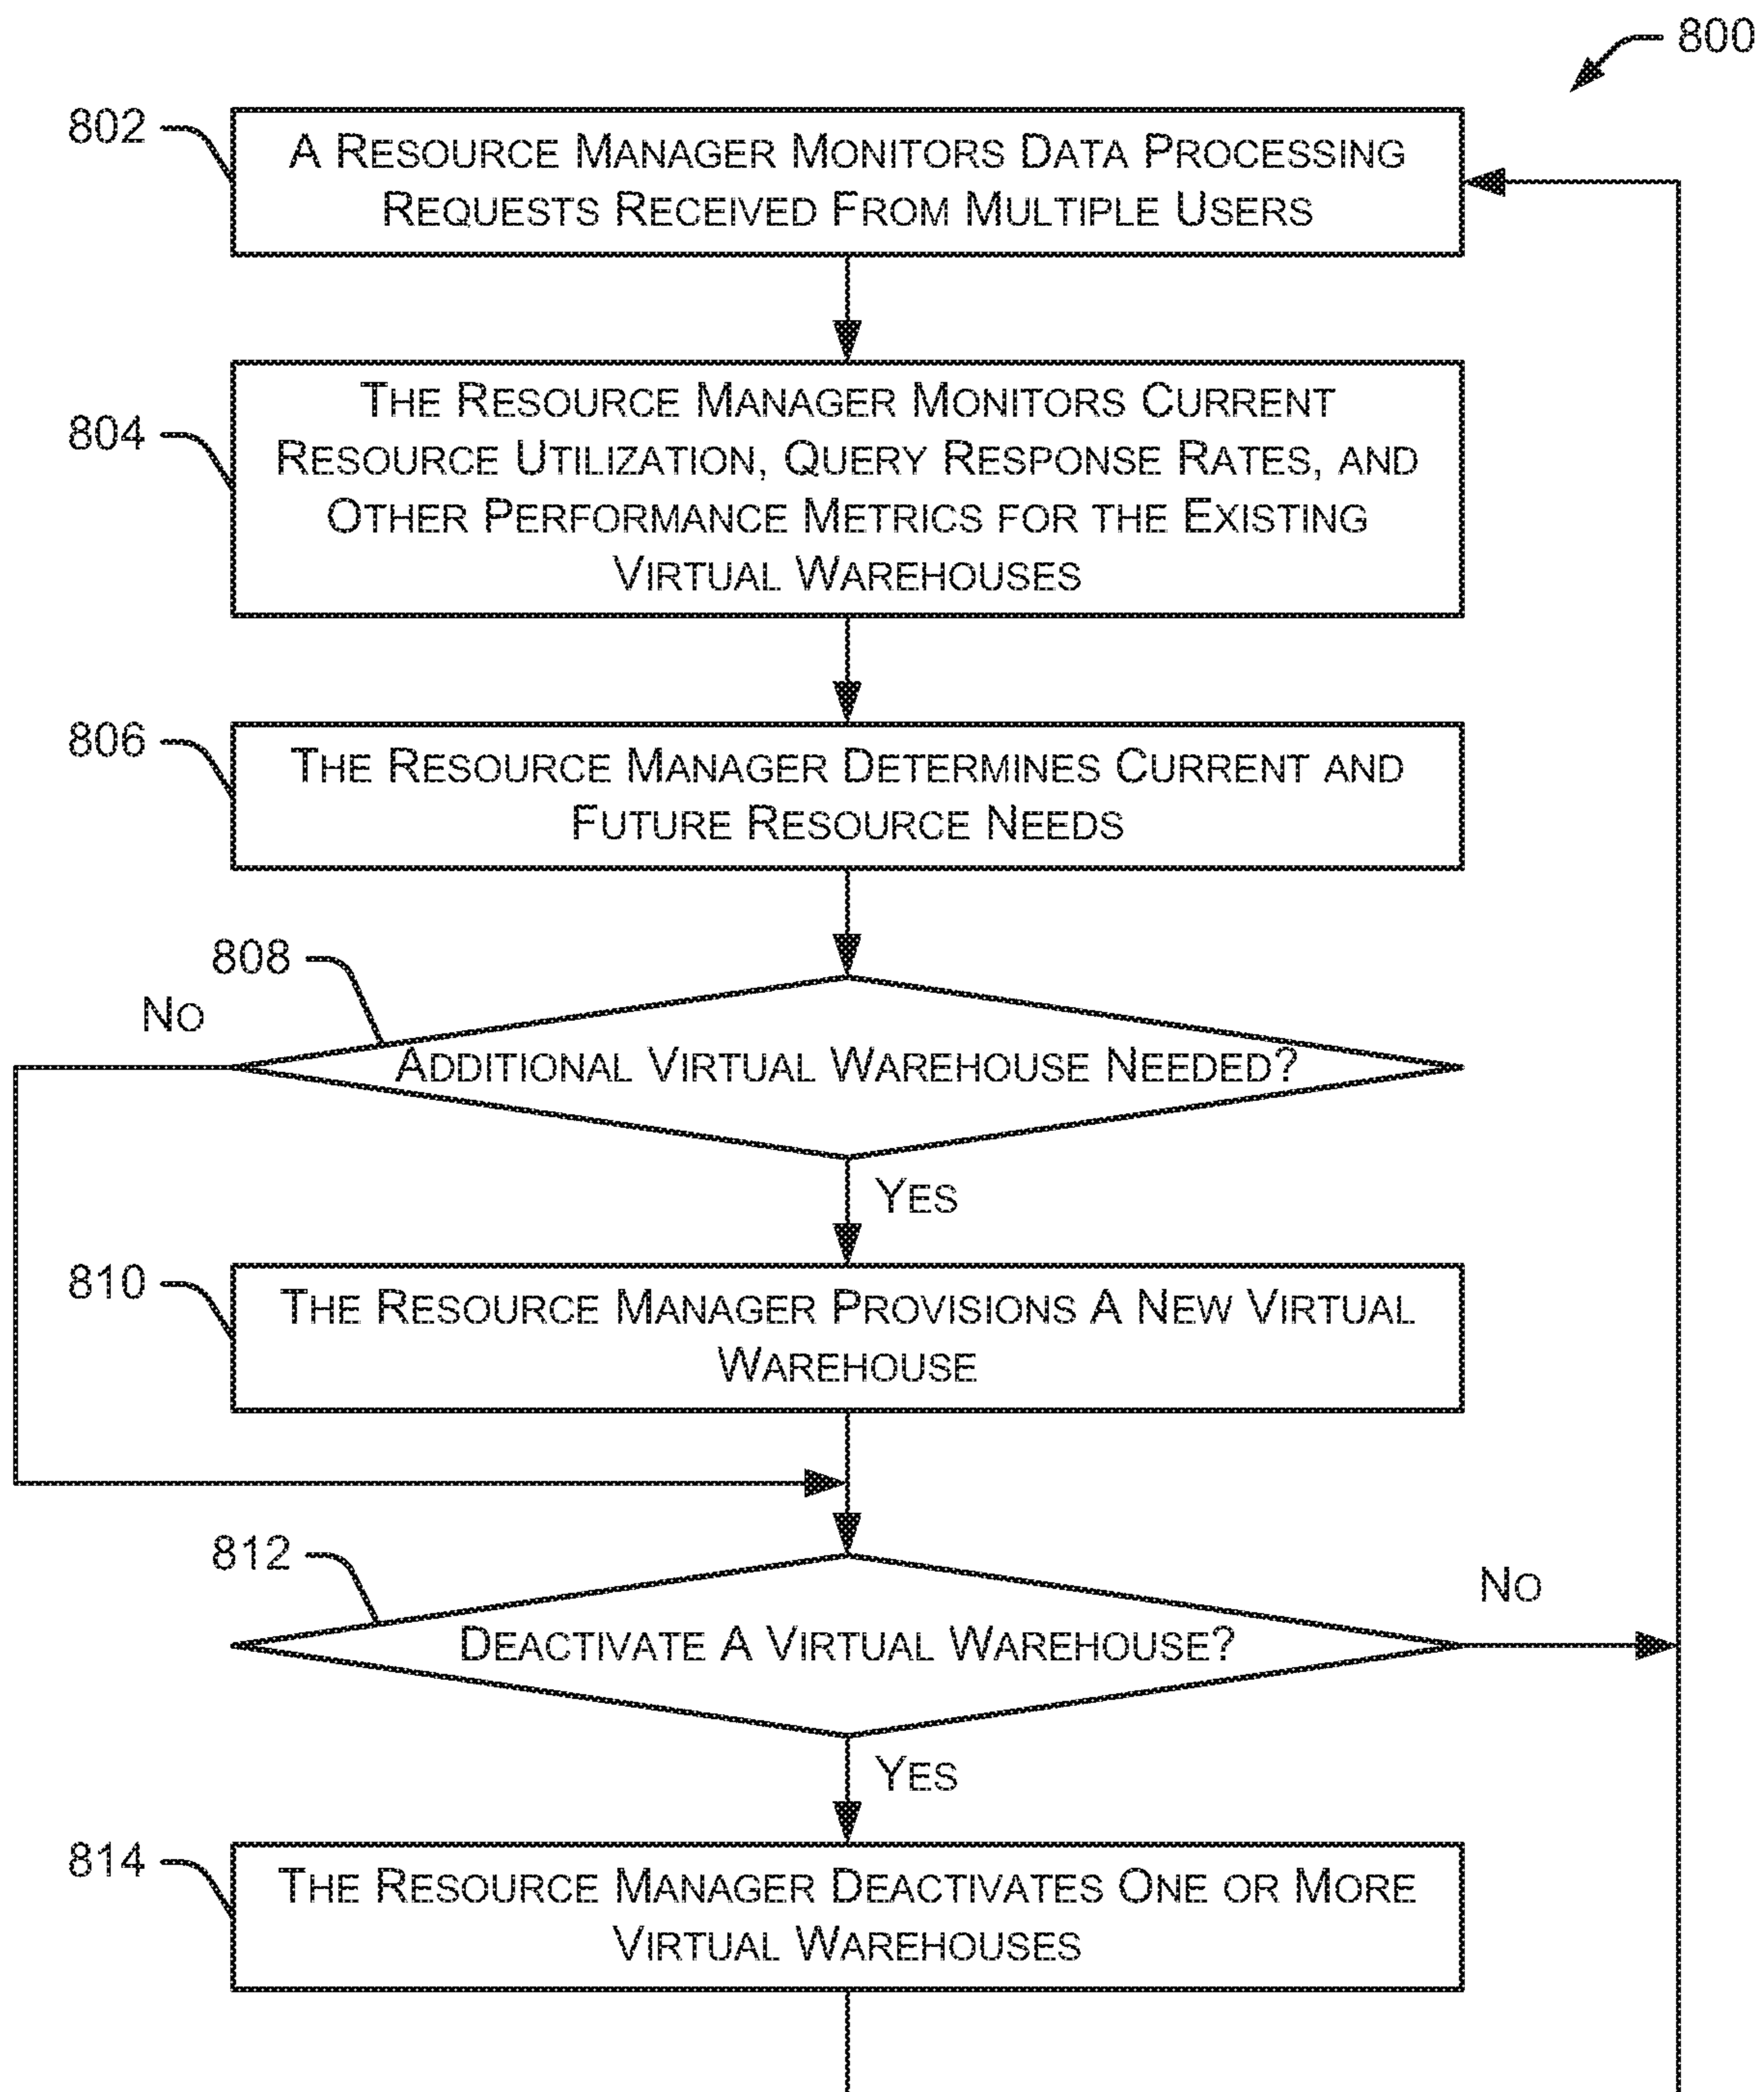 800
802
A RESOURCE MANAGER MONITORS DATA PROCESSING
REQUESTS RECEIVED FROM MULTIPLE USERS
804
THE RESOURCE MANAGER MONITORS CURRENT
RESOURCE UTILIZATION, QUERY RESPONSE RATES, AND
OTHER PERFORMANCE METRICS FOR THE EXISTING
VIRTUAL WAREHOUSES
806
THE RESOURCE MANAGER DETERMINES CURRENT AND
FUTURE RESOURCE NEEDS
808
NO
ADDITIONAL VIRTUAL WAREHOUSE NEEDED?
YES
810
THE RESOURCE MANAGER PROVISIONS A NEW VIRTUAL
WAREHOUSE
812
NO
DEACTIVATE A VIRTUAL WAREHOUSE?
YES
814
THE RESOURCE MANAGER DEACTIVATES ONE OR MORE
VIRTUAL WAREHOUSES